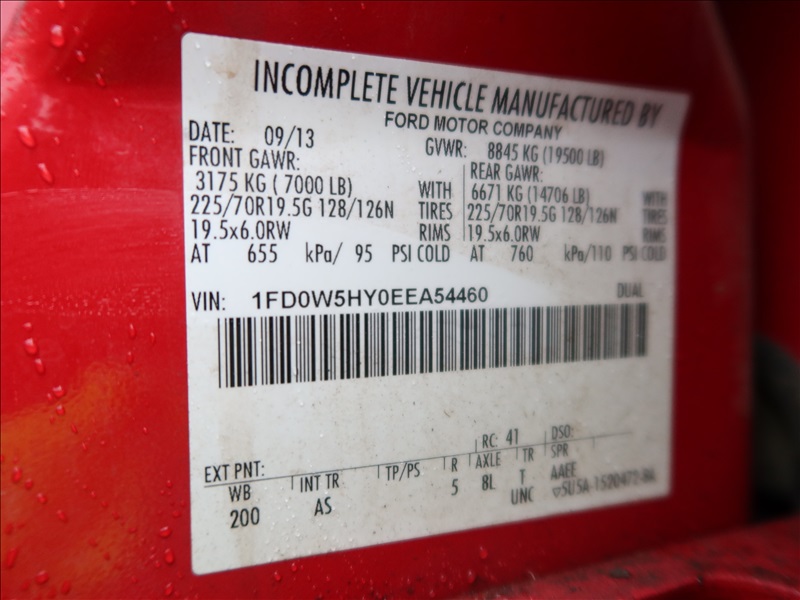 INCOMPLETE VEHICLE MANUFACTURED BY
FORD MOTOR COMPANY
DATE: 09/13 GVWR: 8845 KG (19500 LB)
FRONT GAWR: REAR GAWR:
3175 KG ( 7000 LB) WITH 6671 KG (14706 LB) WITH
225/70R19.5G 128/126N TIRES 225/70R19.5G 128/126N TIRES
19.5x6.0RW RIMS 19.5x6.0RW RIMS
AT 655 kPa/ 95 PSI COLD AT 760 kPa/110 PSI COLD
VIN: 1FD0W5HY0EEA54460 DUAL
RC: 41 DSO:
EXT PNT:
WB INT TR TP/PS R AXLE TR SPR
200 AS 5 8L T AAEE
UNC